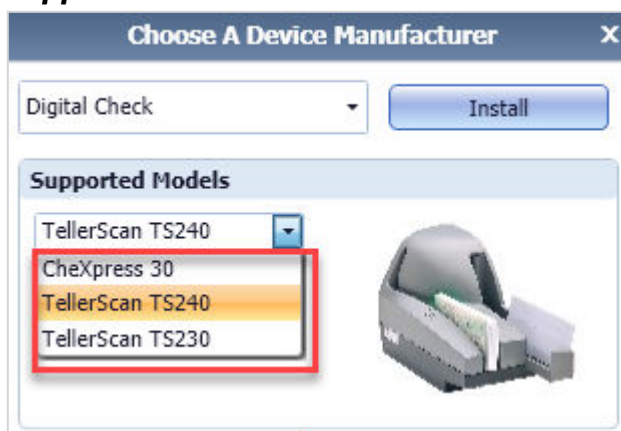 Choose A Device Manufacturer X
Digital Check Install
Supported Models
TellerScan TS240
CheXpress 30
TellerScan TS240
TellerScan TS230